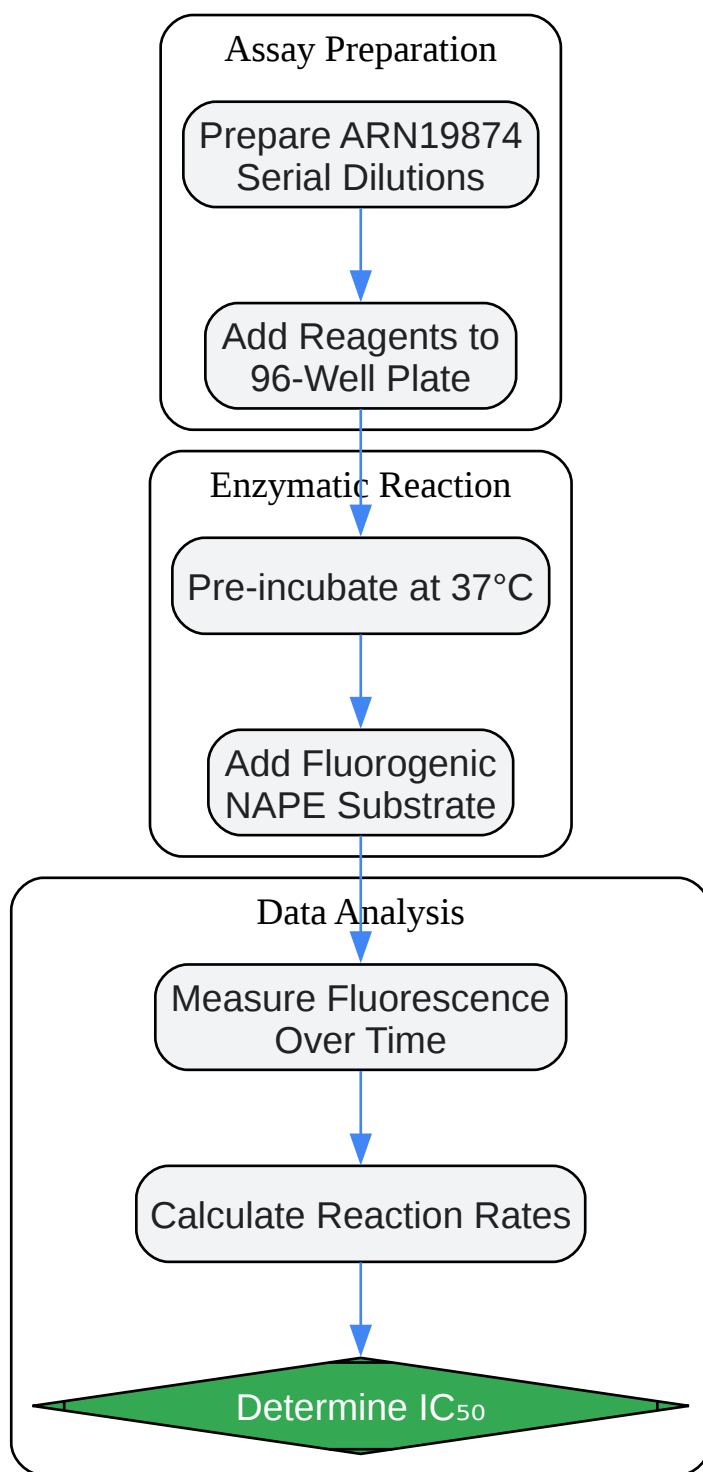 Assay Preparation
Prepare ARN19874
Serial Dilutions
Add Reagents to
96-Well Plate
Enzymatic Reaction
Pre-incubate at 37°C
Add Fluorogenic
NAPE Substrate
Data Analysis
Measure Fluorescence
Over Time
Calculate Reaction Rates
Determine IC₅₀